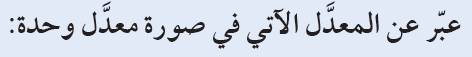 عبّر عن المعدَّل الآتي في صورة معدَّل وحدة: